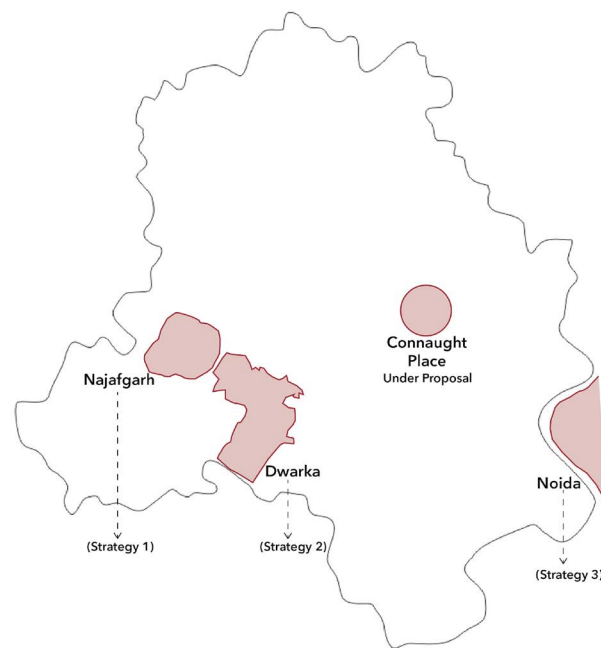 Connaught
Place
Under Proposal
Najafgarh
Dwarka
Noida
(Strategy 1)
(Strategy 2)
(Strategy 3)